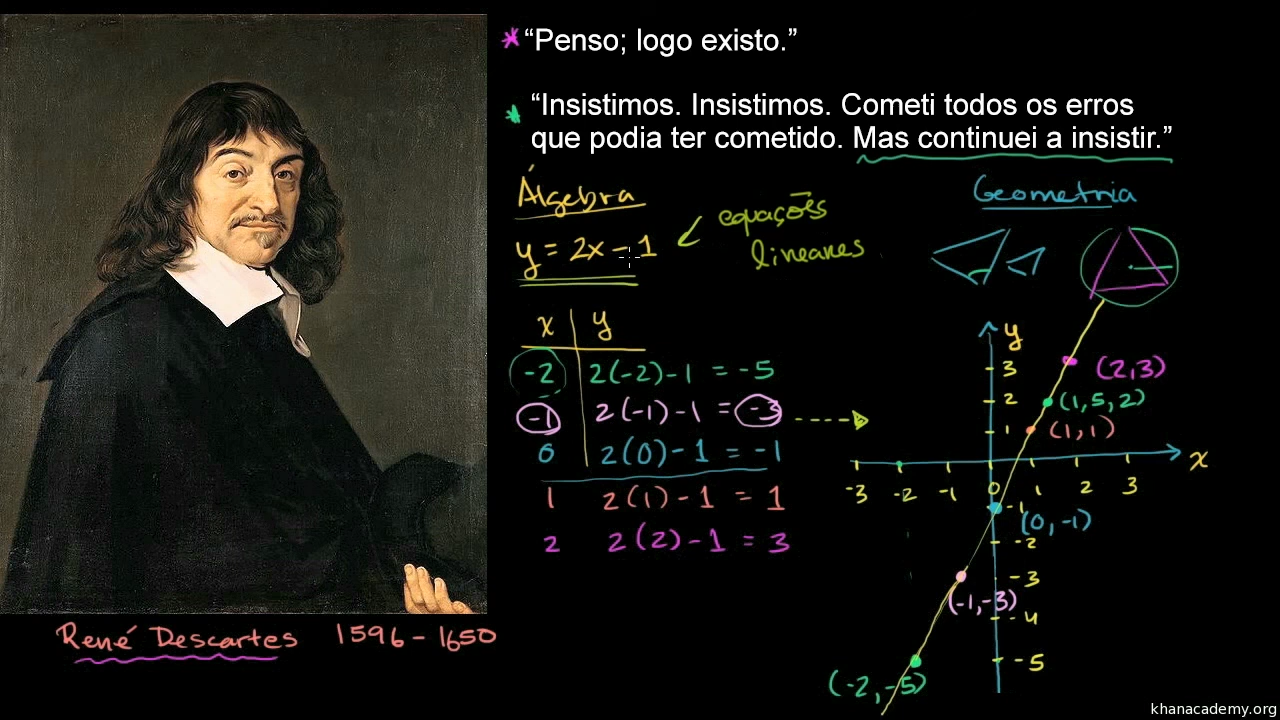 “Penso; logo existo.”
“Insistimos. Insistimos. Cometi todos os erros
que podia ter cometido. Mas continuei a insistir.”
Álgebra
y = 2x - 1
equações
lineares
x y
-2 2(-2)-1 = -5
-1 2(-1)-1 = -3
0 2(0)-1 = -1
1 2(1)-1 = 1
2 2(2)-1 = 3
Geometria
y
3
(2,3)
2
(1,5,2)
1
(1,1)
x
-3 -2 -1 0 1 2 3
-1
(0,-1)
-2
-3
(-1,-3)
-4
-5
(-2,-5)
René Descartes 1596-1650
khanacademy.org